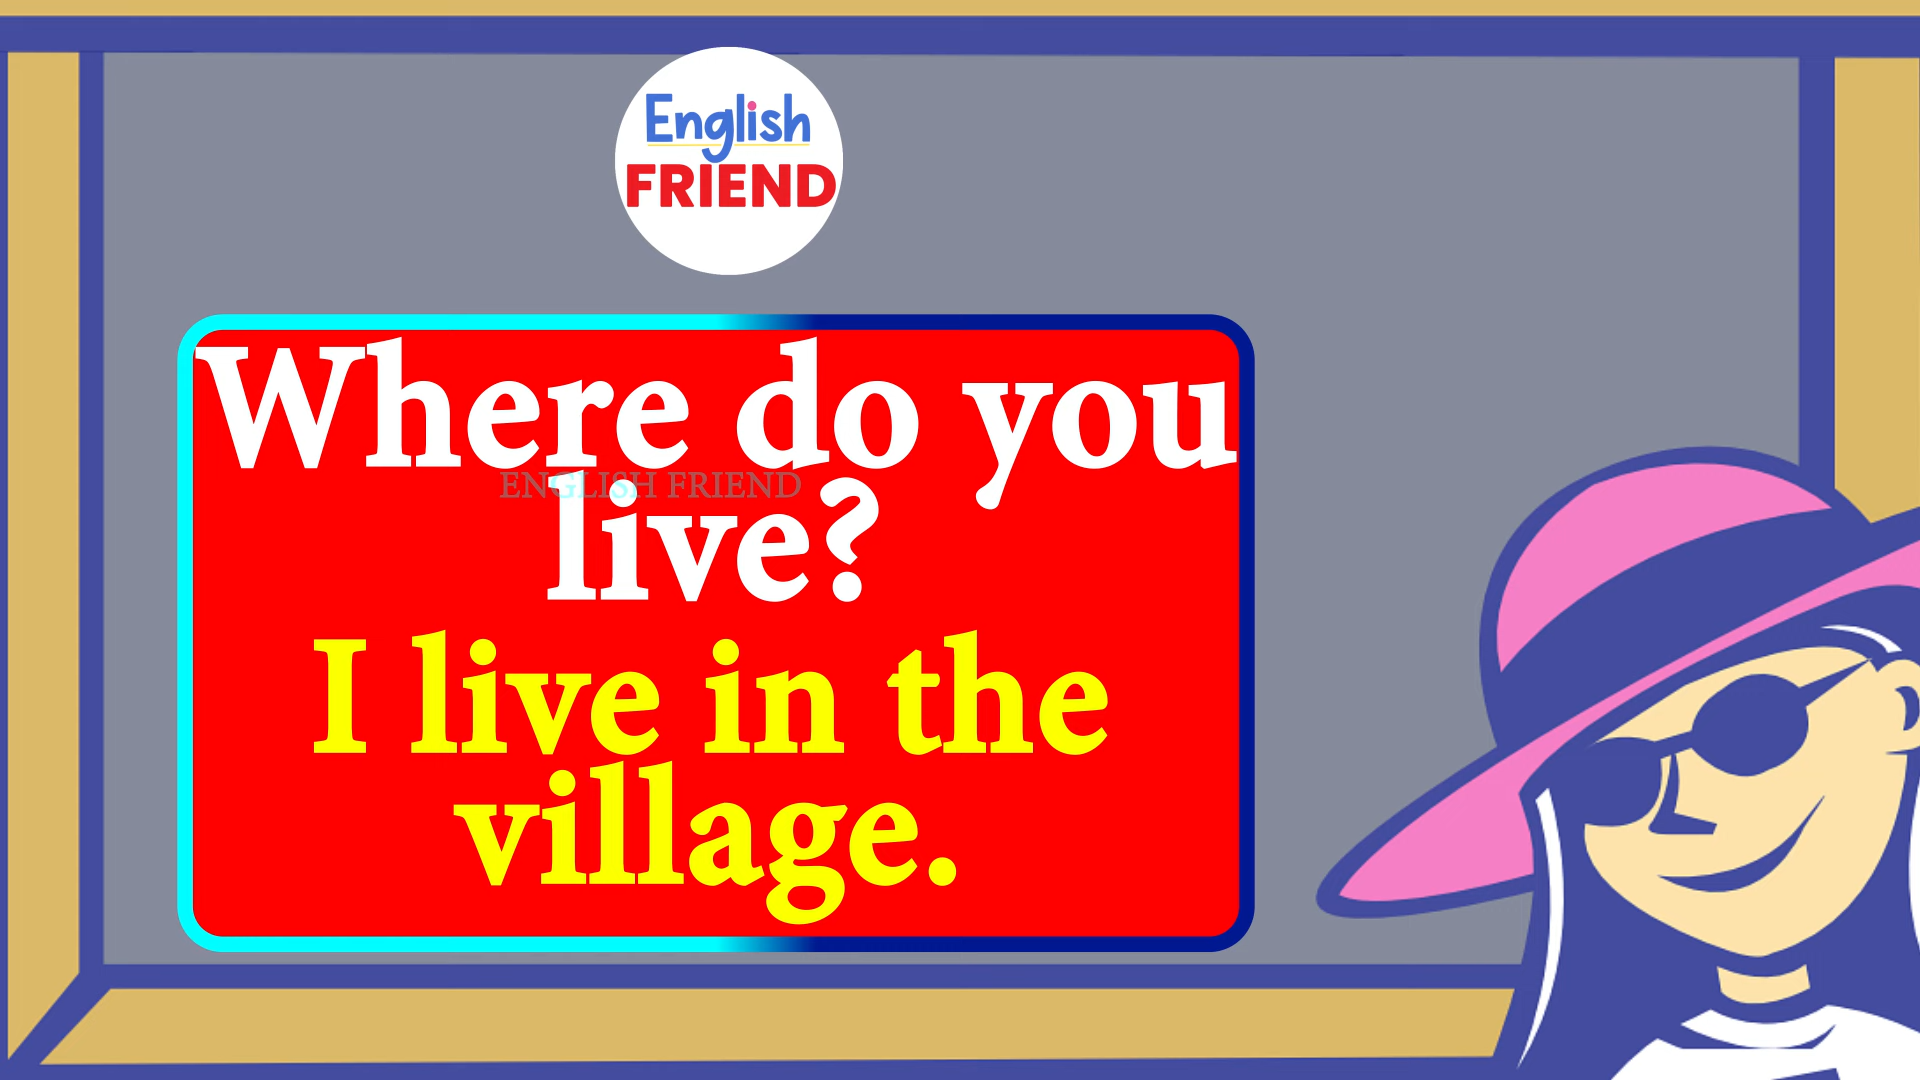 English
FRIEND
Where do you
ENGLISH FRIEND
live?
I live in the
village.